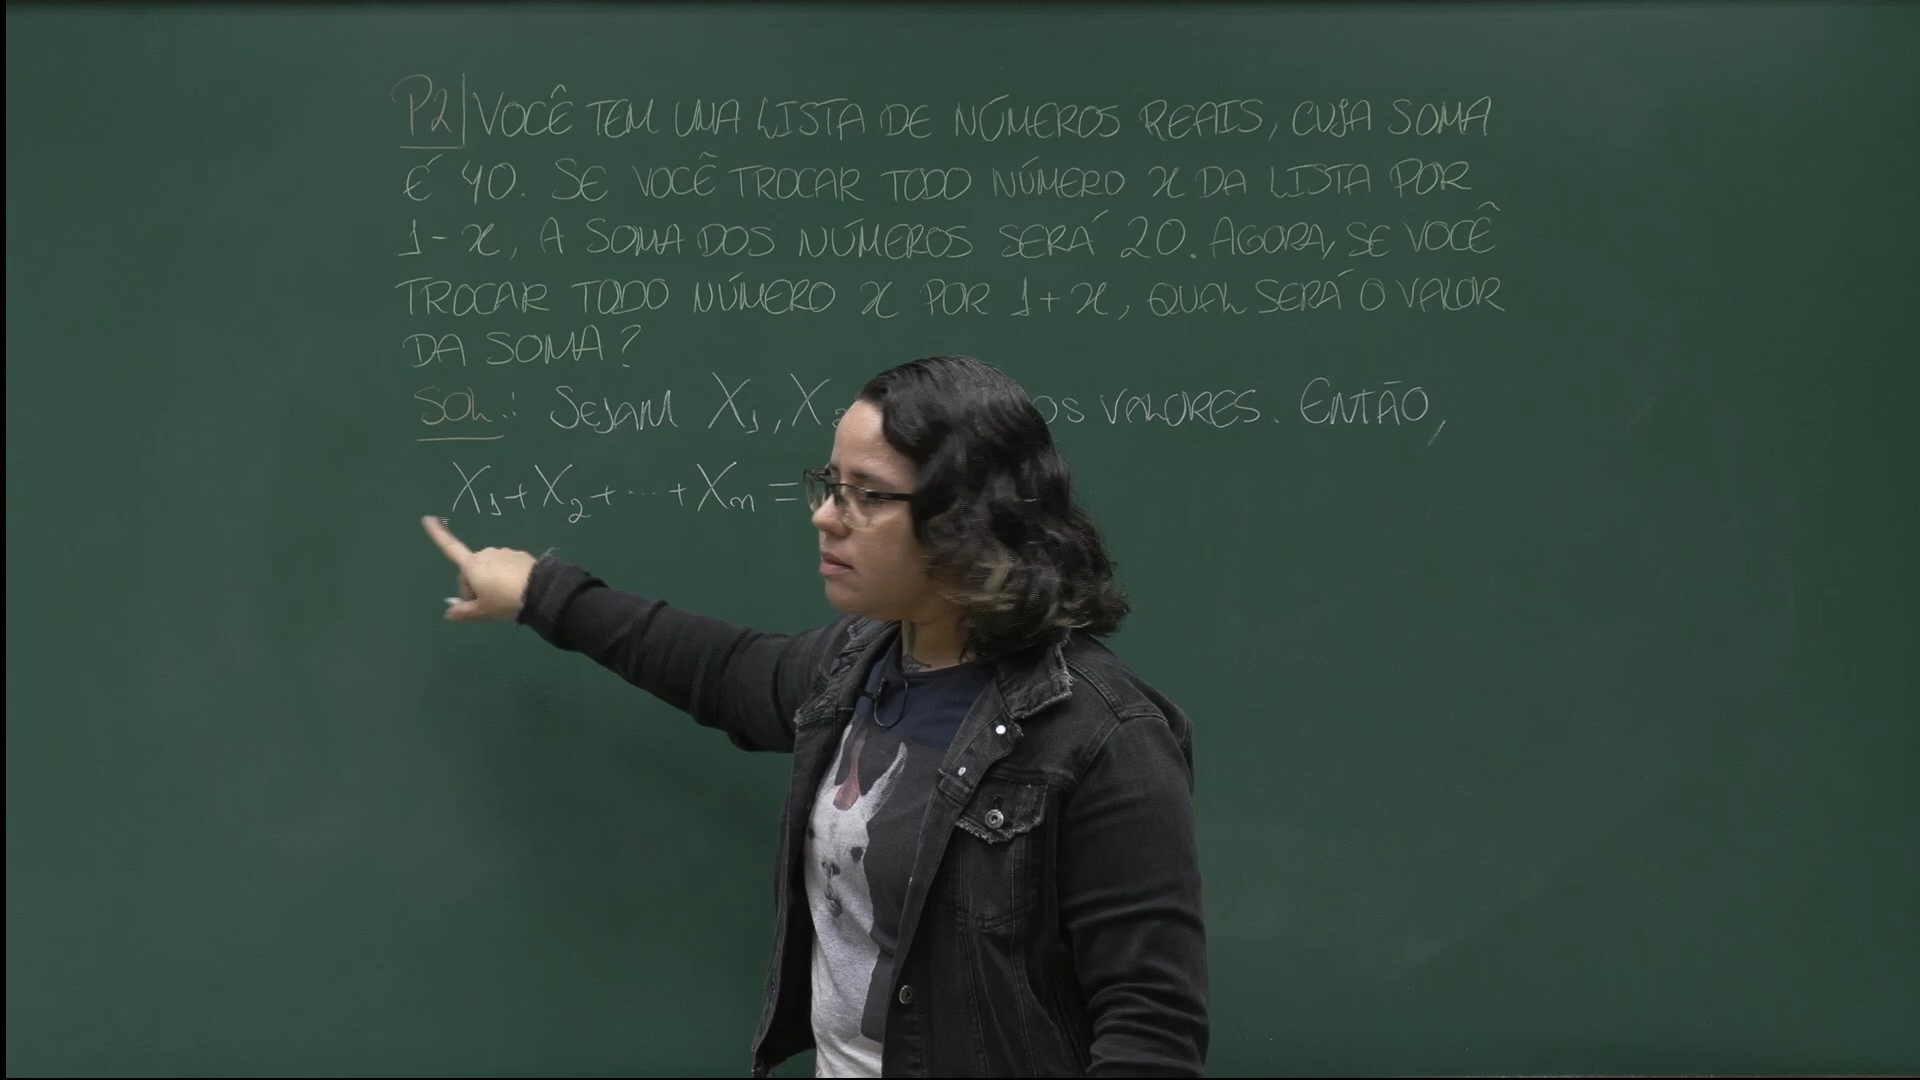 P2| VOCÊ TEM UMA LISTA DE NÚMEROS REAIS, CUJA SOMA
É 40. SE VOCÊ TROCAR TODO NÚMERO x DA LISTA POR
1-x, A SOMA DOS NÚMEROS SERÁ 20. AGORA, SE VOCÊ
TROCAR TODO NÚMERO x POR 1+x, QUAL SERÁ O VALOR
DA SOMA?
SOL.: SEJAM X₁, X₂ OS VALORES. ENTÃO,
X₁+X₂+...+Xₙ =